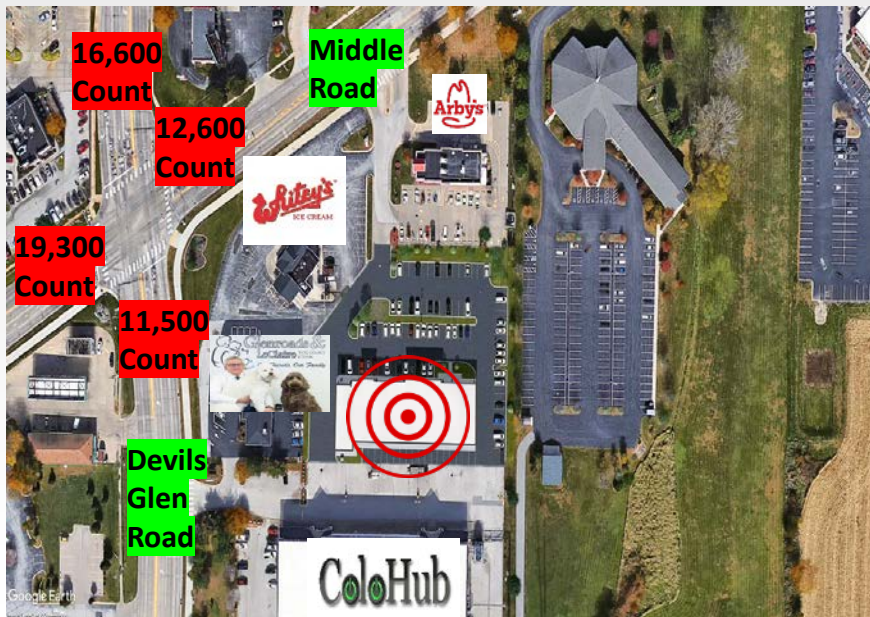 16,600
Count
Middle
Road
Arby's
12,600
Count
Whitey's
ICE CREAM
19,300
Count
11,500
Count
Glenroads &
LeClaire
Devils
Glen
Road
ColoHub
Google Earth